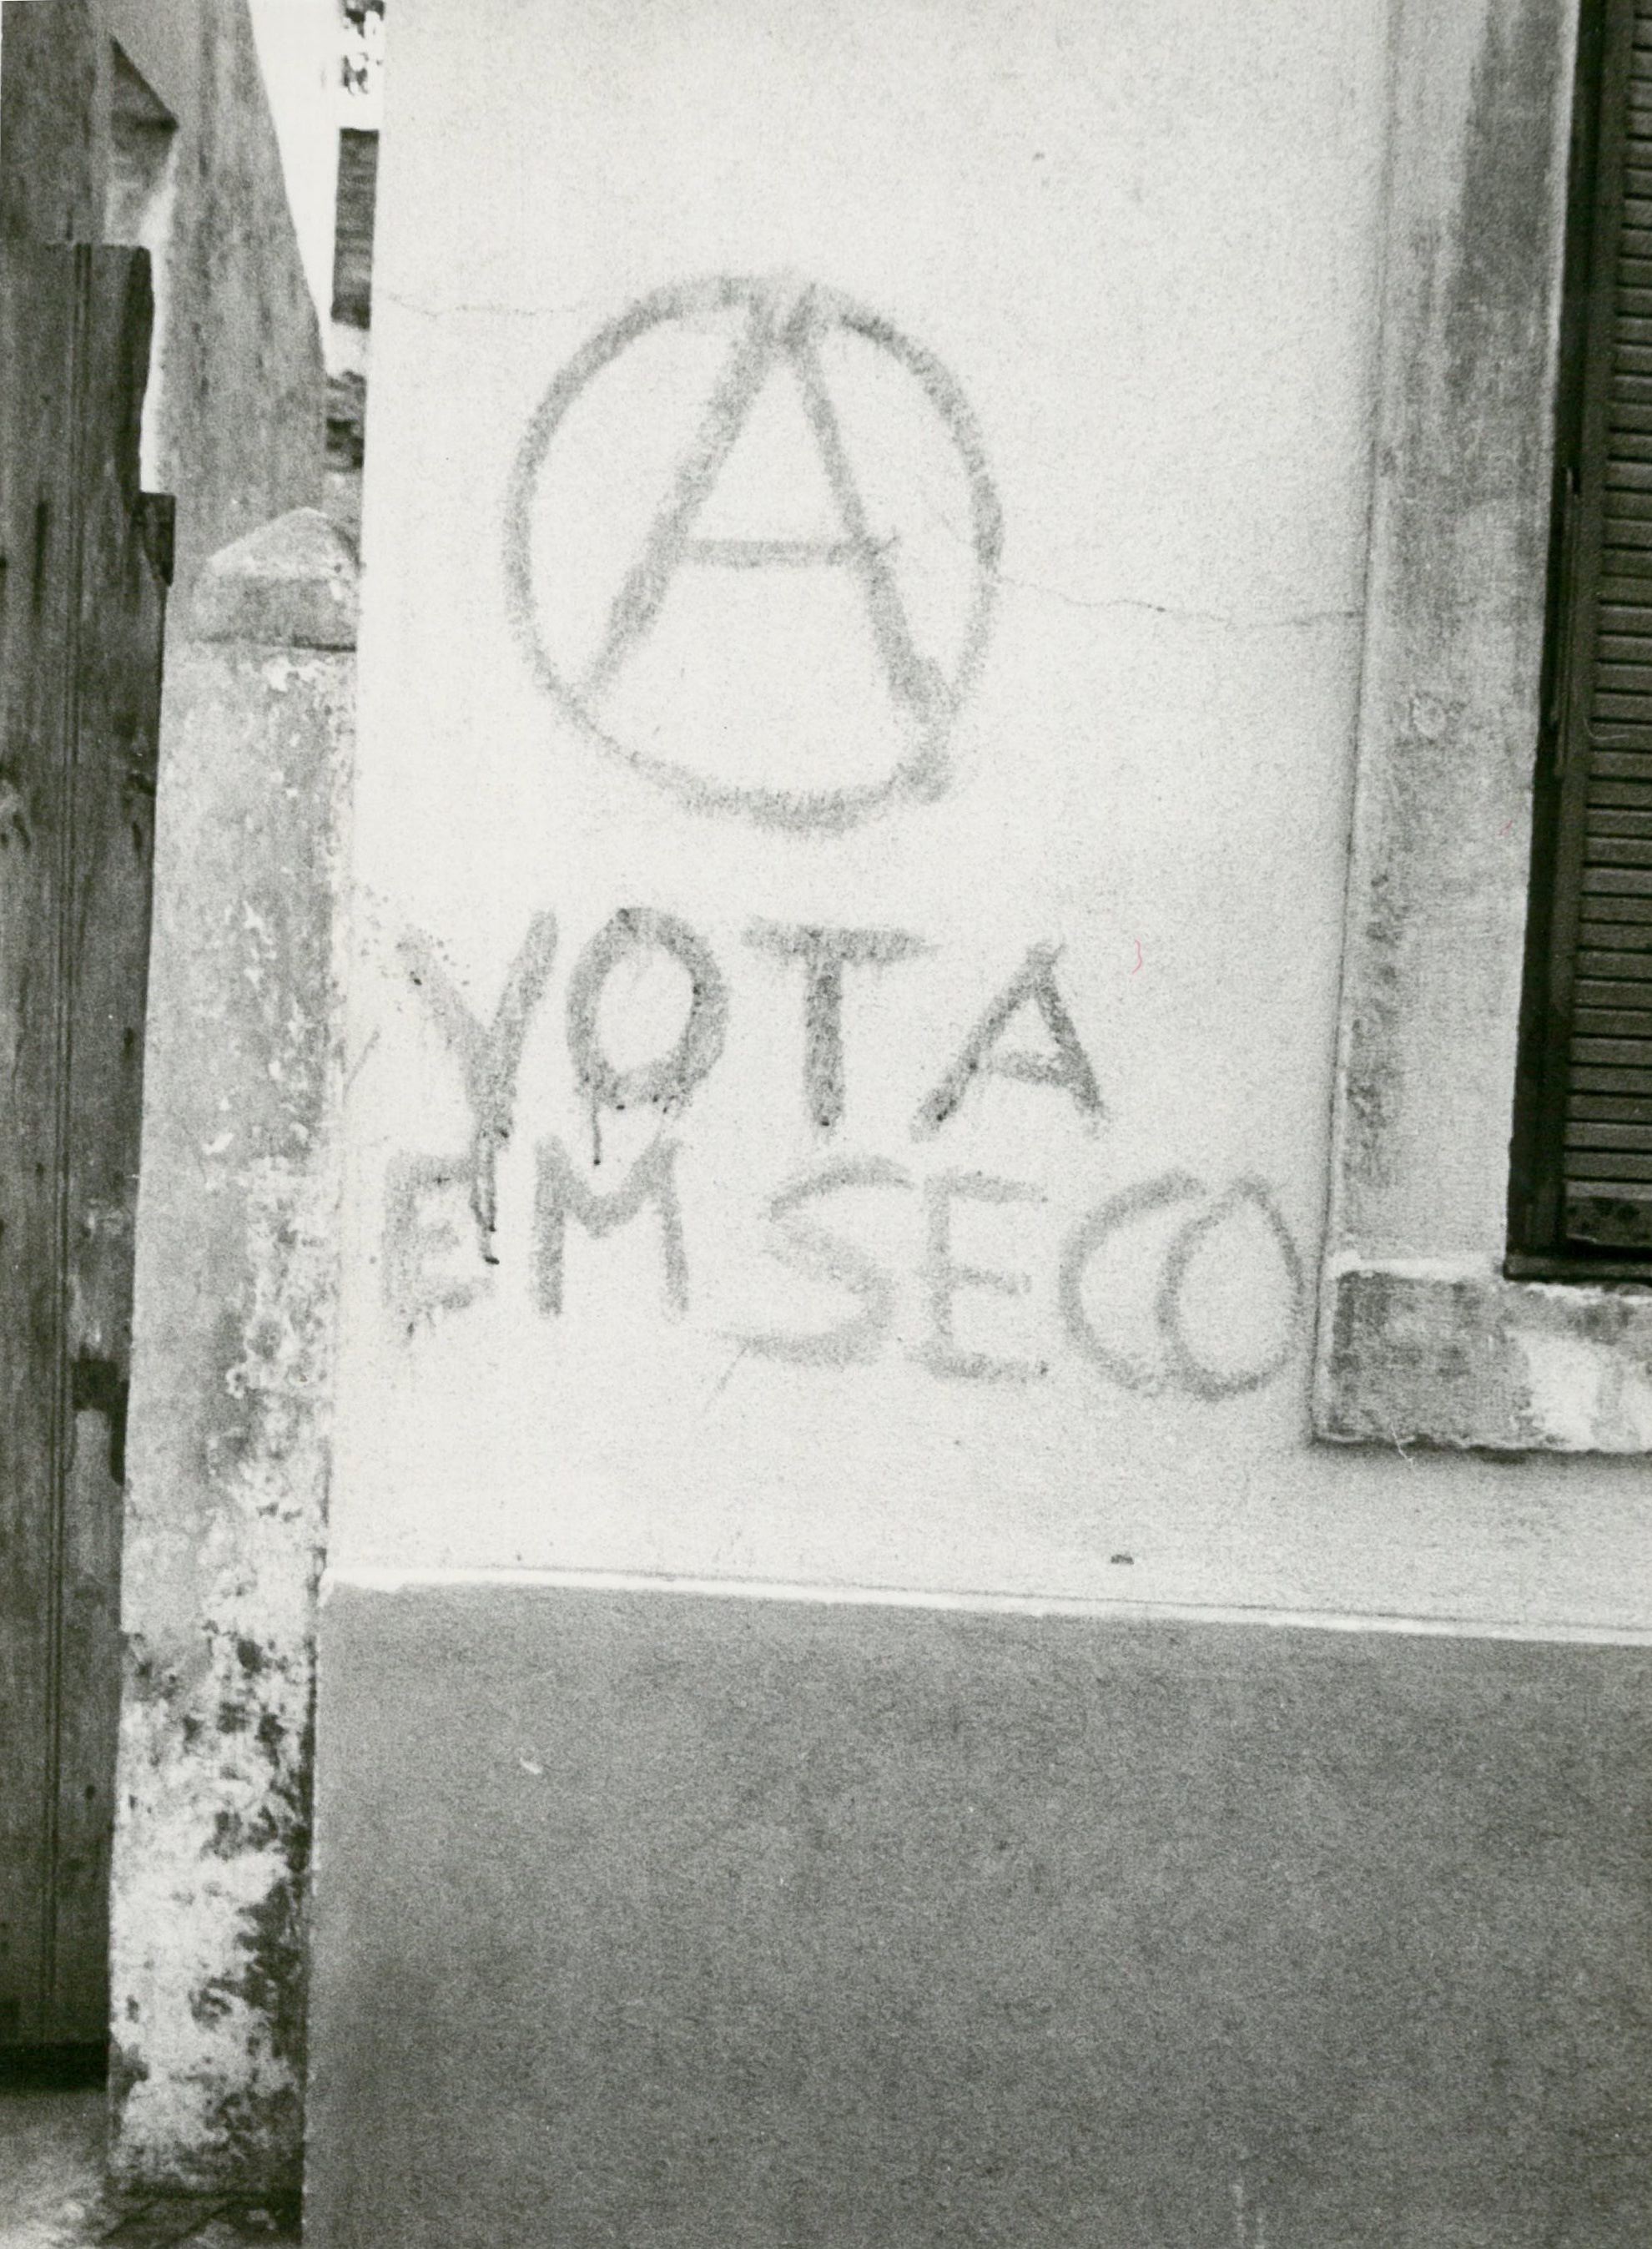 Ⓐ
VOTA
EM SECO